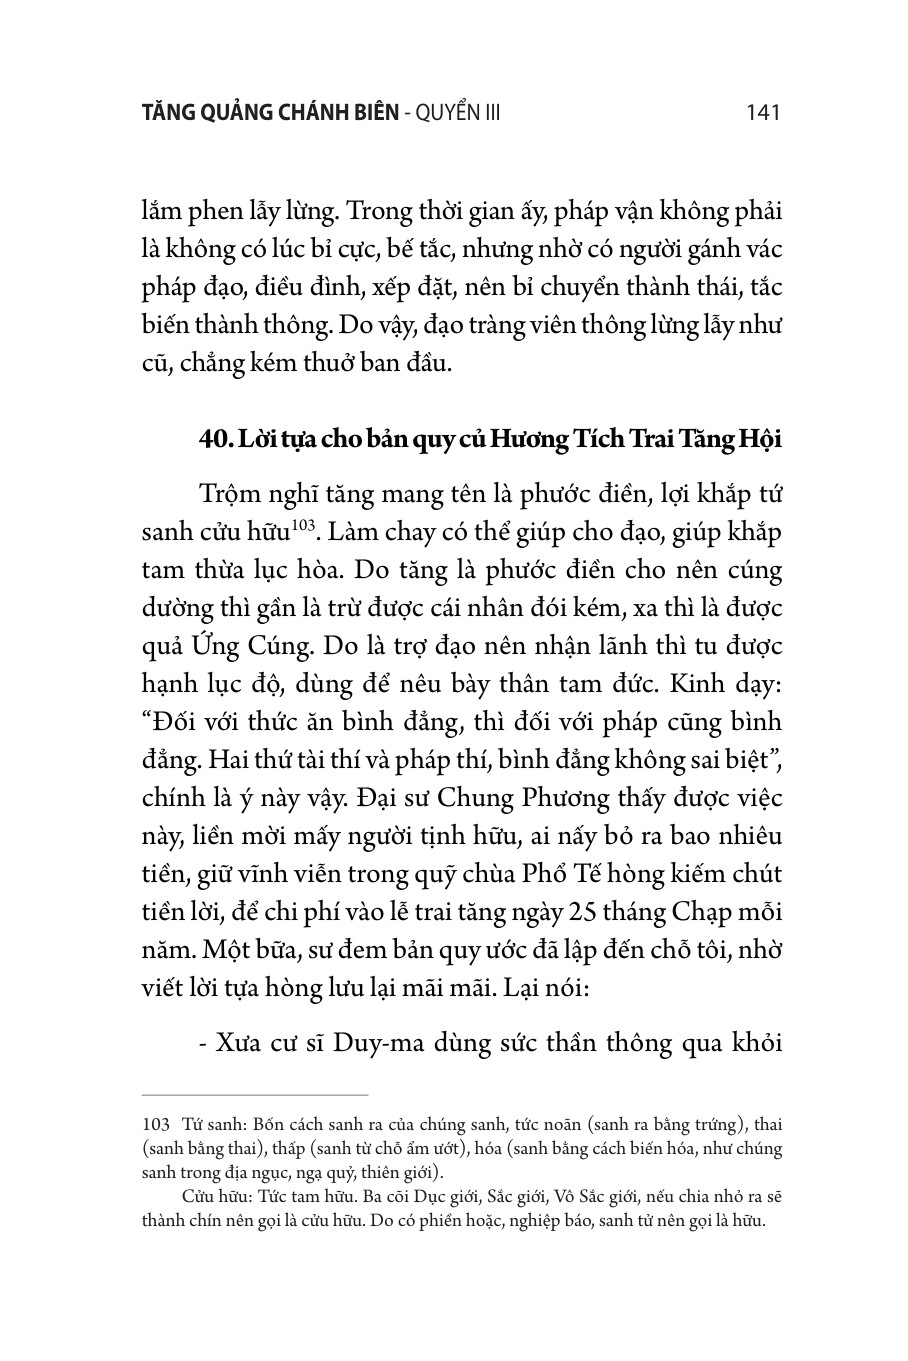 TĂNG QUẢNG CHÁNH BIÊN - QUYỂN III 141
lắm phen lẫy lừng. Trong thời gian ấy, pháp vận không phải
là không có lúc bỉ cực, bế tắc, nhưng nhờ có người gánh vác
pháp đạo, điều đình, xếp đặt, nên bỉ chuyển thành thái, tắc
biến thành thông. Do vậy, đạo tràng viên thông lừng lẫy như
cũ, chẳng kém thuở ban đầu.
40. Lời tựa cho bản quy củ Hương Tích Trai Tăng Hội
Trộm nghĩ tăng mang tên là phước điền, lợi khắp tứ
sanh cửu hữu103. Làm chay có thể giúp cho đạo, giúp khắp
tam thừa lục hòa. Do tăng là phước điền cho nên cúng
dường thì gần là trừ được cái nhân đói kém, xa thì là được
quả Ứng Cúng. Do là trợ đạo nên nhận lãnh thì tu được
hạnh lục độ, dùng để nêu bày thân tam đức. Kinh dạy:
“Đối với thức ăn bình đẳng, thì đối với pháp cũng bình
đẳng. Hai thứ tài thí và pháp thí, bình đẳng không sai biệt”,
chính là ý này vậy. Đại sư Chung Phương thấy được việc
này, liền mời mấy người tịnh hữu, ai nấy bỏ ra bao nhiêu
tiền, giữ vĩnh viễn trong quỹ chùa Phổ Tế hòng kiếm chút
tiền lời, để chi phí vào lễ trai tăng ngày 25 tháng Chạp mỗi
năm. Một bữa, sư đem bản quy ước đã lập đến chỗ tôi, nhờ
viết lời tựa hòng lưu lại mãi mãi. Lại nói:
- Xưa cư sĩ Duy-ma dùng sức thần thông qua khỏi
103 Tứ sanh: Bốn cách sanh ra của chúng sanh, tức noãn (sanh ra bằng trứng), thai
(sanh bằng thai), thấp (sanh từ chỗ ẩm ướt), hóa (sanh bằng cách biến hóa, như chúng
sanh trong địa ngục, ngạ quỷ, thiên giới).
Cửu hữu: Tức tam hữu. Ba cõi Dục giới, Sắc giới, Vô Sắc giới, nếu chia nhỏ ra sẽ
thành chín nên gọi là cửu hữu. Do có phiền hoặc, nghiệp báo, sanh tử nên gọi là hữu.